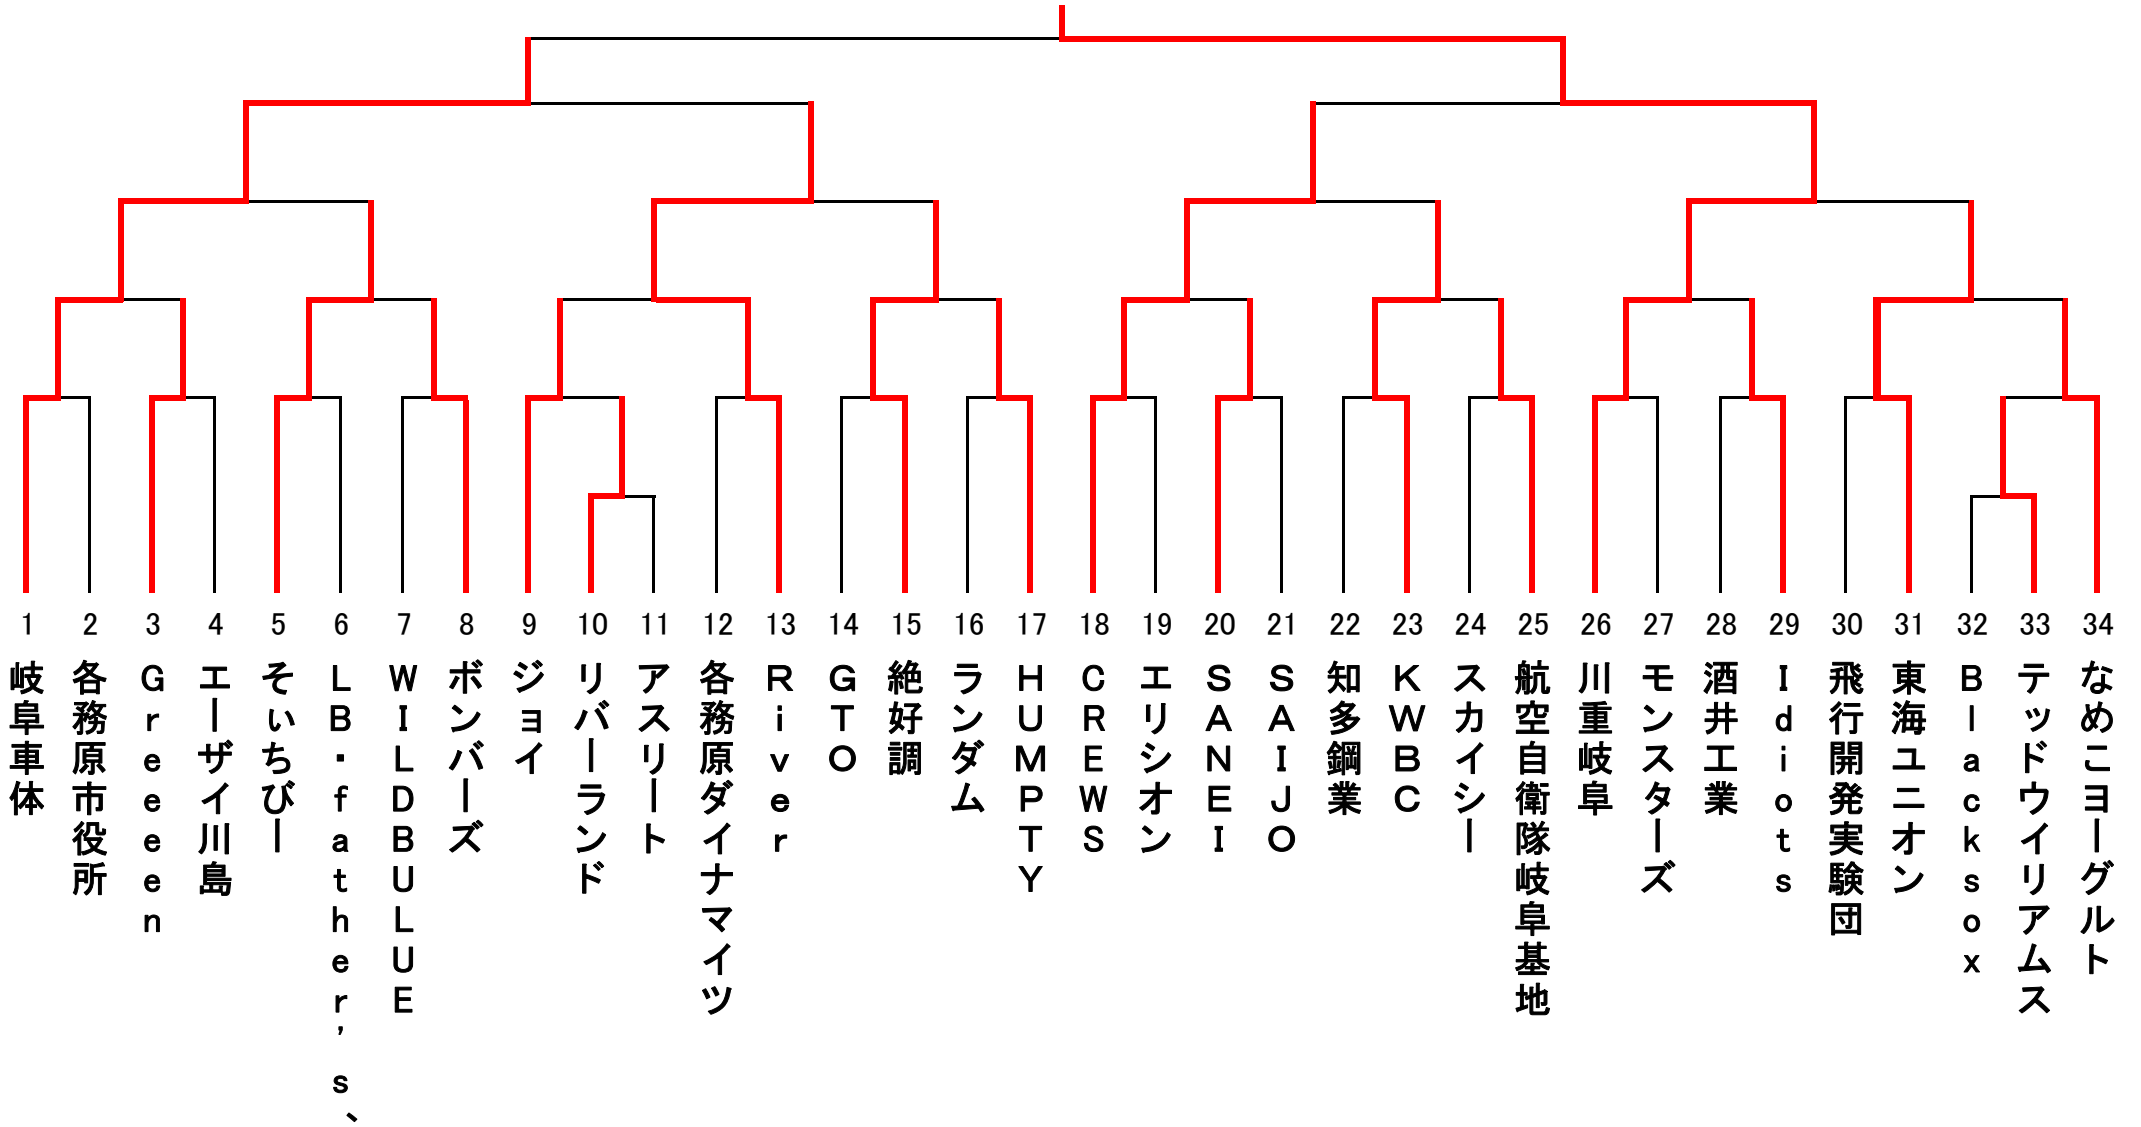 1 岐阜車体
2 各務原市役所
3 Greeeen
4 エーザイ川島
5 そぃちびー
6 LB・father’s、
7 WILDBULUE
8 ボンバーズ
9 ジョイ
10 リバーランド
11 アスリート
12 各務原ダイナマイツ
13 River
14 GTO
15 絶好調
16 ランダム
17 HUMPTY
18 CREWS
19 エリシオン
20 SANEI
21 SAIJO
22 知多鋼業
23 KWBC
24 スカイシー
25 航空自衛隊岐阜基地
26 川重岐阜
27 モンスターズ
28 酒井工業
29 Idiots
30 飛行開発実験団
31 東海ユニオン
32 Blacksox
33 テッドウイリアムス
34 なめこヨーグルト